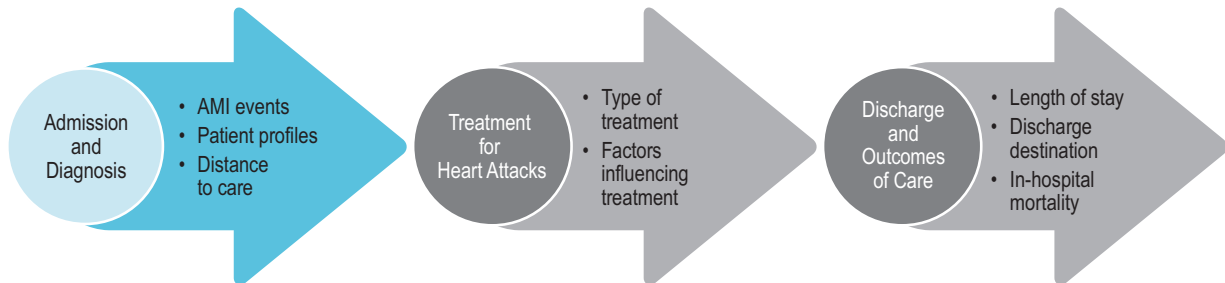 Admission
and
Diagnosis
• AMI events
• Patient profiles
• Distance
to care
Treatment
for
Heart Attacks
• Type of
treatment
• Factors
influencing
treatment
Discharge
and
Outcomes
of Care
• Length of stay
• Discharge
destination
• In-hospital
mortality